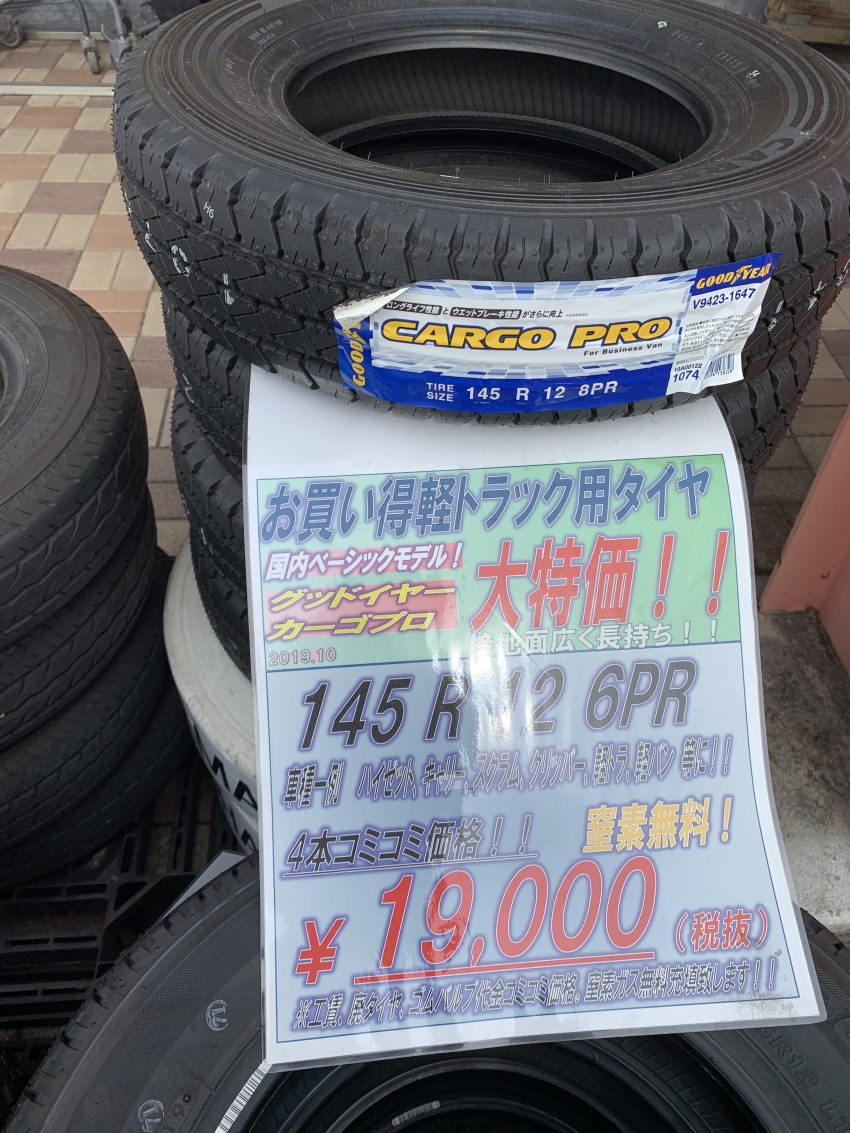 GOODYEAR
ロングライフ性能 と ウエットブレーキ性能 がさらに向上
CARGO PRO
For Business Van
TIRE SIZE 145 R 12 8PR
GOODYEAR
V9423-1647
10A00122
1074
お買い得軽トラック用タイヤ
国内ベーシックモデル！
グッドイヤー
カーゴプロ
大特価！！
地面広く長持ち！！
2019.10
145 R 12 6PR
車種一例 ハイゼット、キャリー、スクラム、クリッパー、軽トラ、軽バン 等に！！
4本コミコミ価格！！
窒素無料！
￥19,000（税抜）
※工賃、廃タイヤ、ゴムバルブ代金コミコミ価格。窒素ガス無料充填致します！！